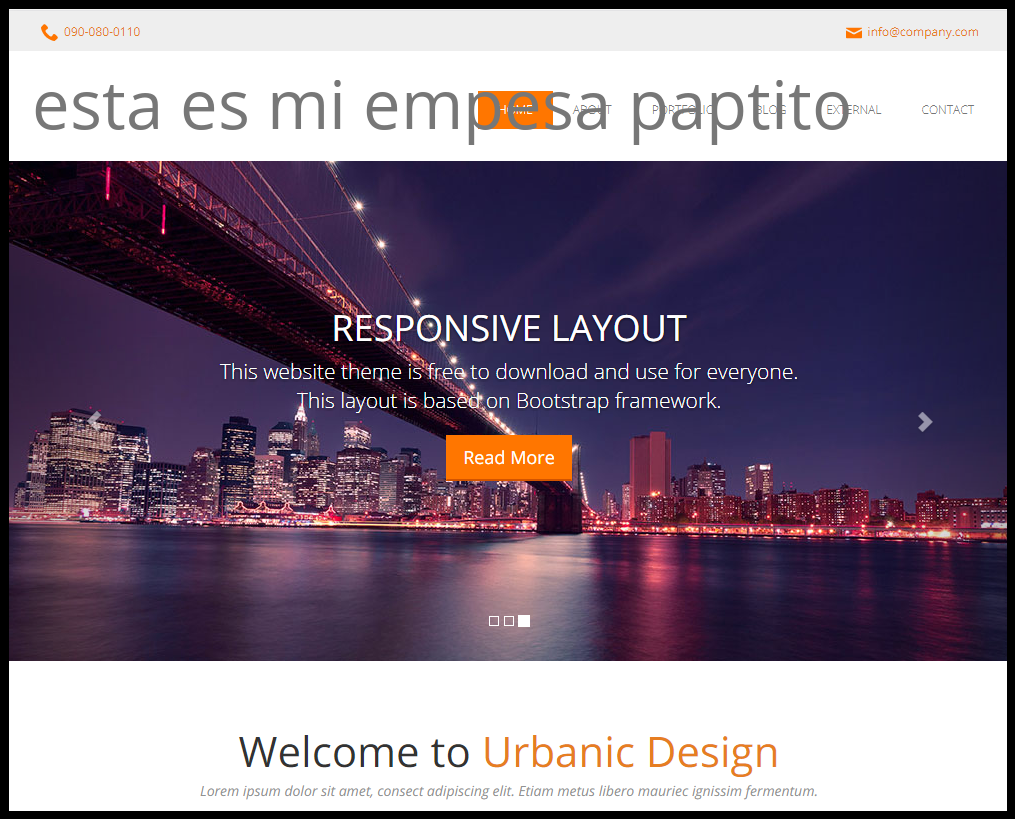 090-080-0110
info@company.com
esta es mi empesa paptito
HOME ABOUT PORTFOLIO BLOG EXTERNAL CONTACT
RESPONSIVE LAYOUT
This website theme is free to download and use for everyone.
This layout is based on Bootstrap framework.
Read More
Welcome to Urbanic Design
Lorem ipsum dolor sit amet, consect adipiscing elit. Etiam metus libero mauriec ignissim fermentum.